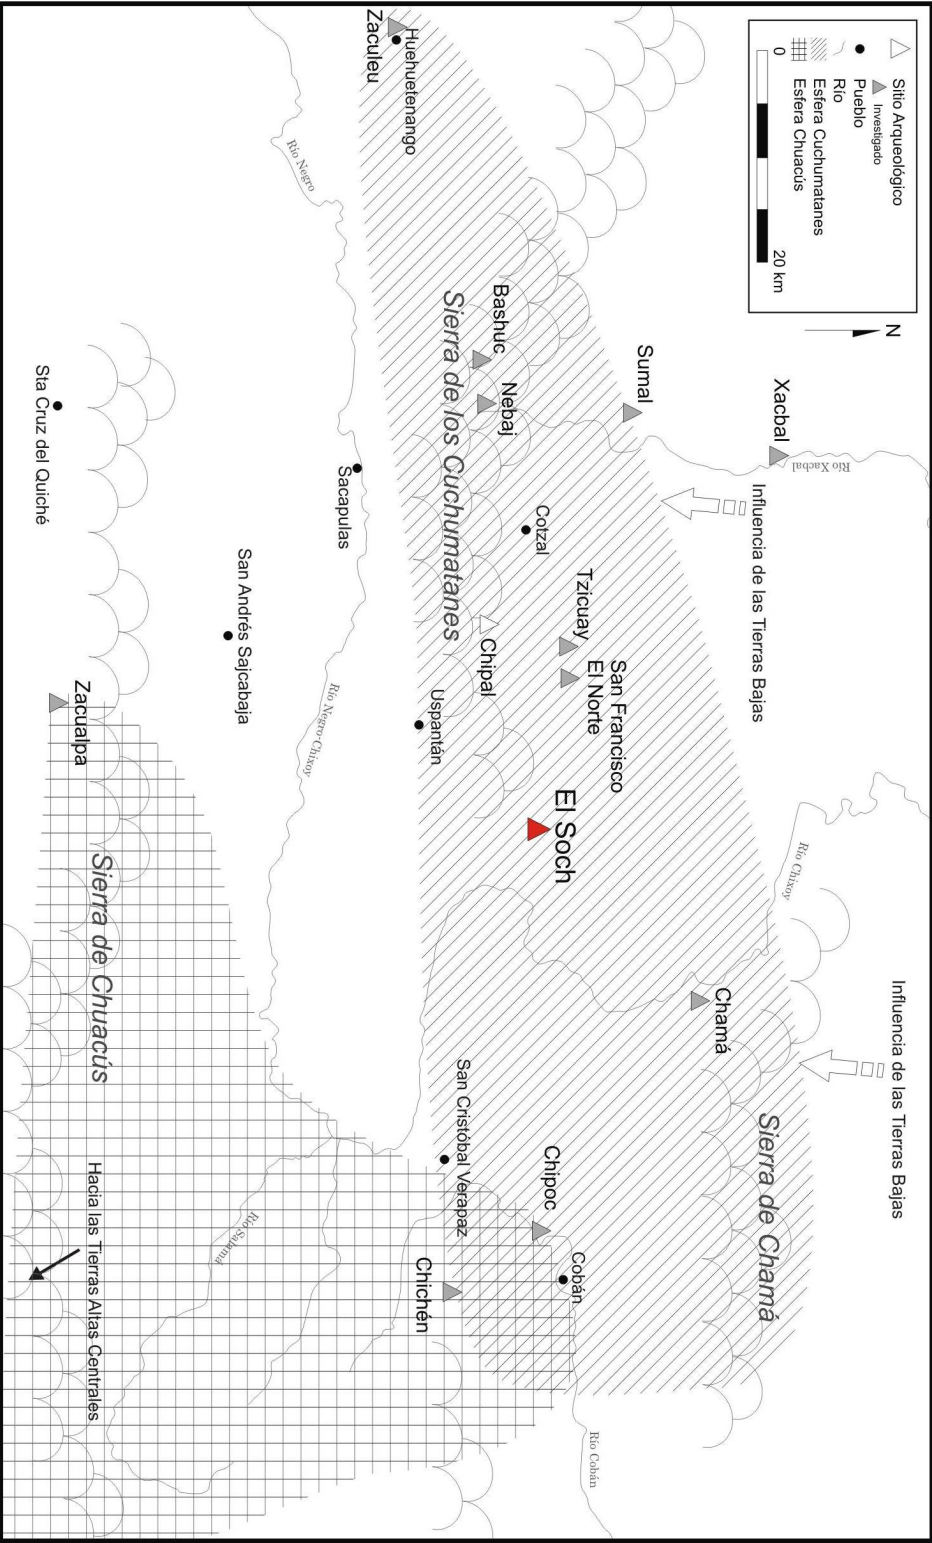 Sitio Arqueológico
Investigado
Pueblo
Río
Esfera Cuchumatanes
Esfera Chuacús
0
20 km
N
Xacbal
Río Xacbal
Sumal
Influencia de las Tierras Bajas
Influencia de las Tierras Bajas
Río Chixoy
Chamá
Sierra de Chamá
Huehuetenango
Zaculeu
Bashuc
Nebaj
Cotzal
Tzicuay
San Francisco
El Norte
El Soch
Chipal
Sierra de los Cuchumatanes
Uspantán
Chipoc
Cobán
Río Cobán
San Cristóbal Verapaz
Chichén
Río Negro
Sacapulas
Río Negro-Chixoy
San Andrés Sajcabaja
Sta Cruz del Quiché
Zacualpa
Sierra de Chuacús
Río Salamá
Hacia las Tierras Altas Centrales